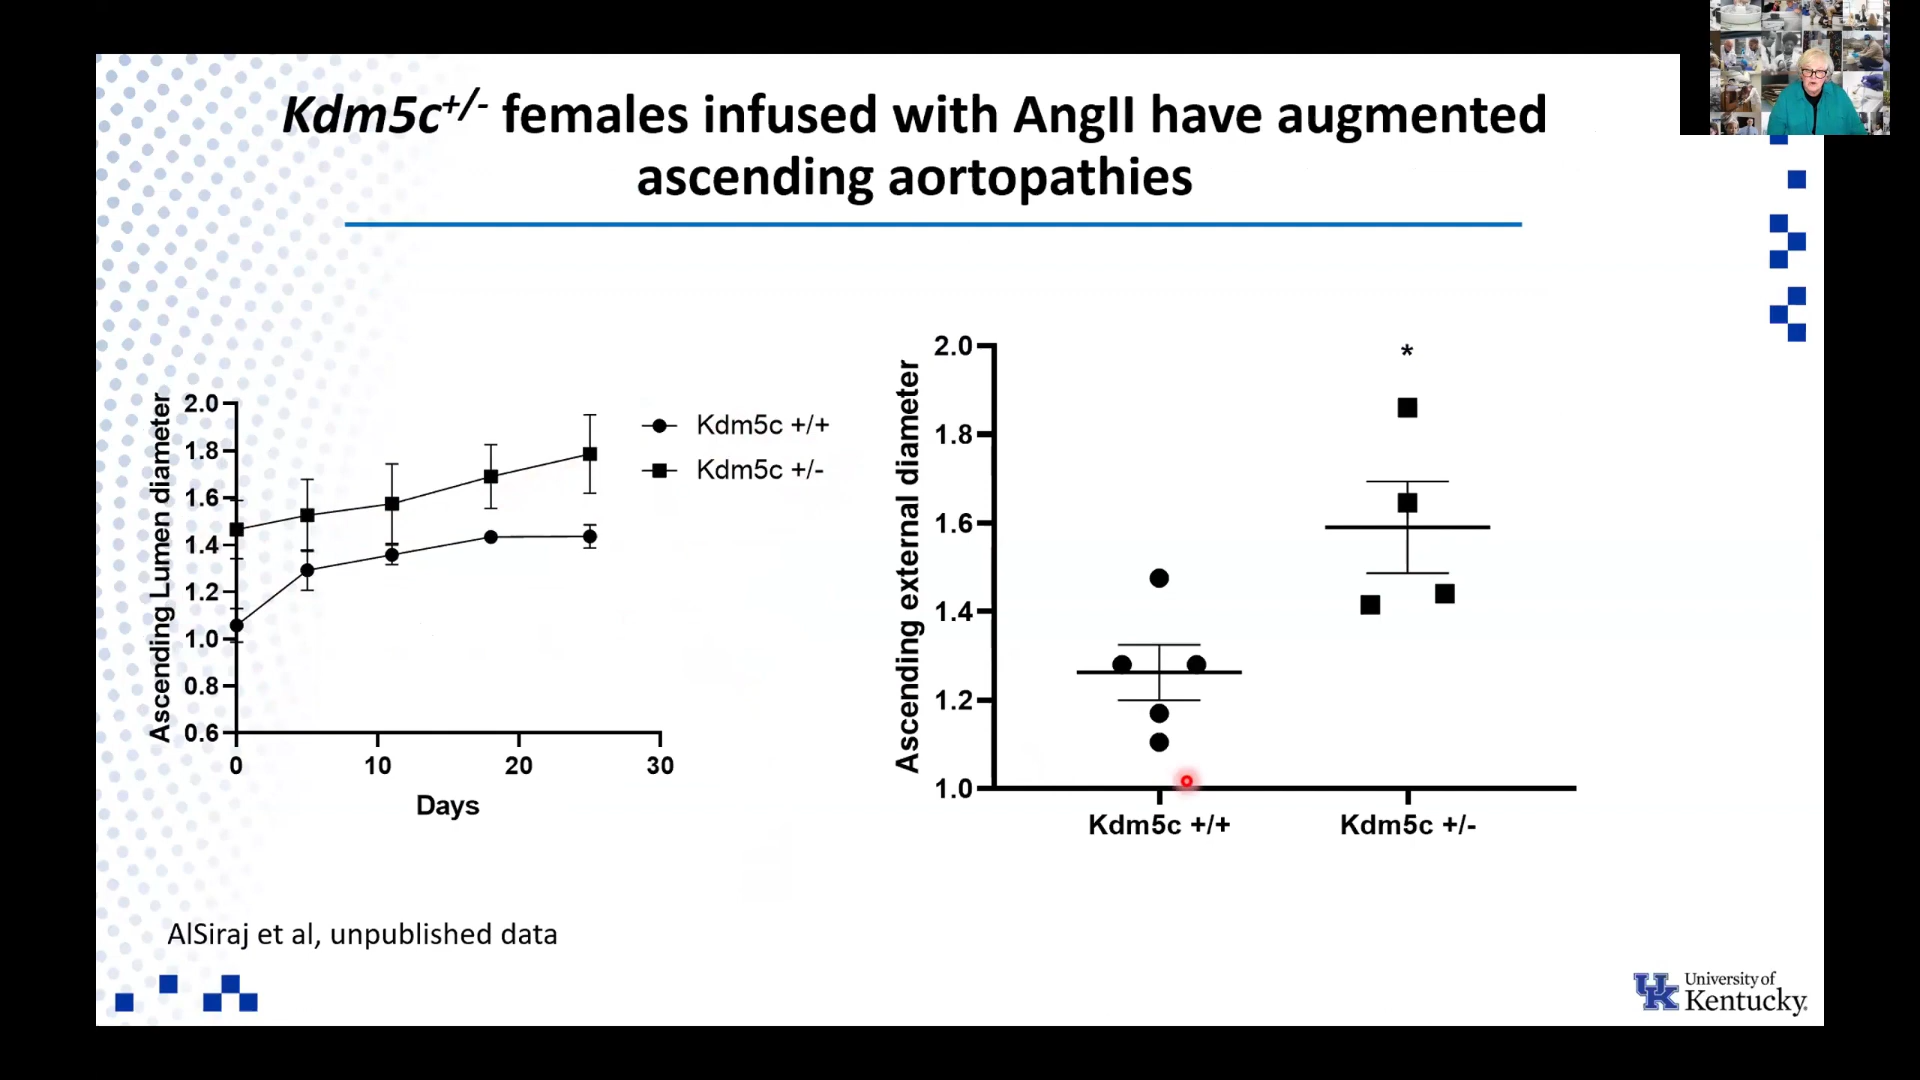 Kdm5c+/- females infused with AngII have augmented
ascending aortopathies
Ascending Lumen diameter
2.0
1.8
1.6
1.4
1.2
1.0
0.8
0.6
0
10
20
30
Days
Kdm5c +/+
Kdm5c +/-
Ascending external diameter
2.0
1.8
1.6
1.4
1.2
1.0
*
Kdm5c +/+
Kdm5c +/-
AlSiraj et al, unpublished data
UK
University of
Kentucky